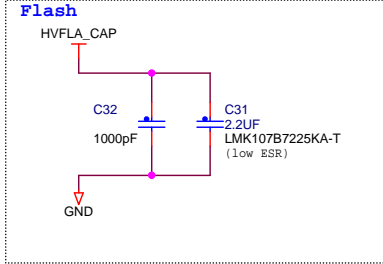 Flash
HVFLA_CAP
C32
1000pF
C31
2.2UF
LMK107B7225KA-T
(low ESR)
GND